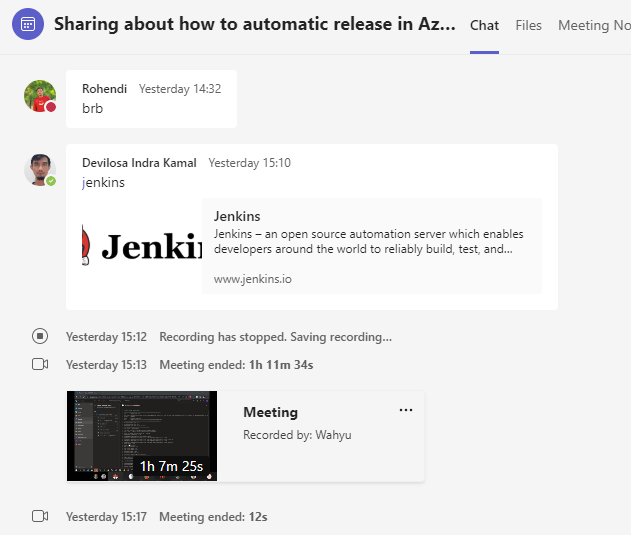 Sharing about how to automatic release in Az...
Chat
Files
Meeting No
Rohendi Yesterday 14:32
brb
Devilosa Indra Kamal Yesterday 15:10
jenkins
Jenkins
Jenkins
Jenkins – an open source automation server which enables
developers around the world to reliably build, test, and...
www.jenkins.io
Yesterday 15:12 Recording has stopped. Saving recording...
Yesterday 15:13 Meeting ended: 1h 11m 34s
Meeting
Recorded by: Wahyu
1h 7m 25s
Yesterday 15:17 Meeting ended: 12s